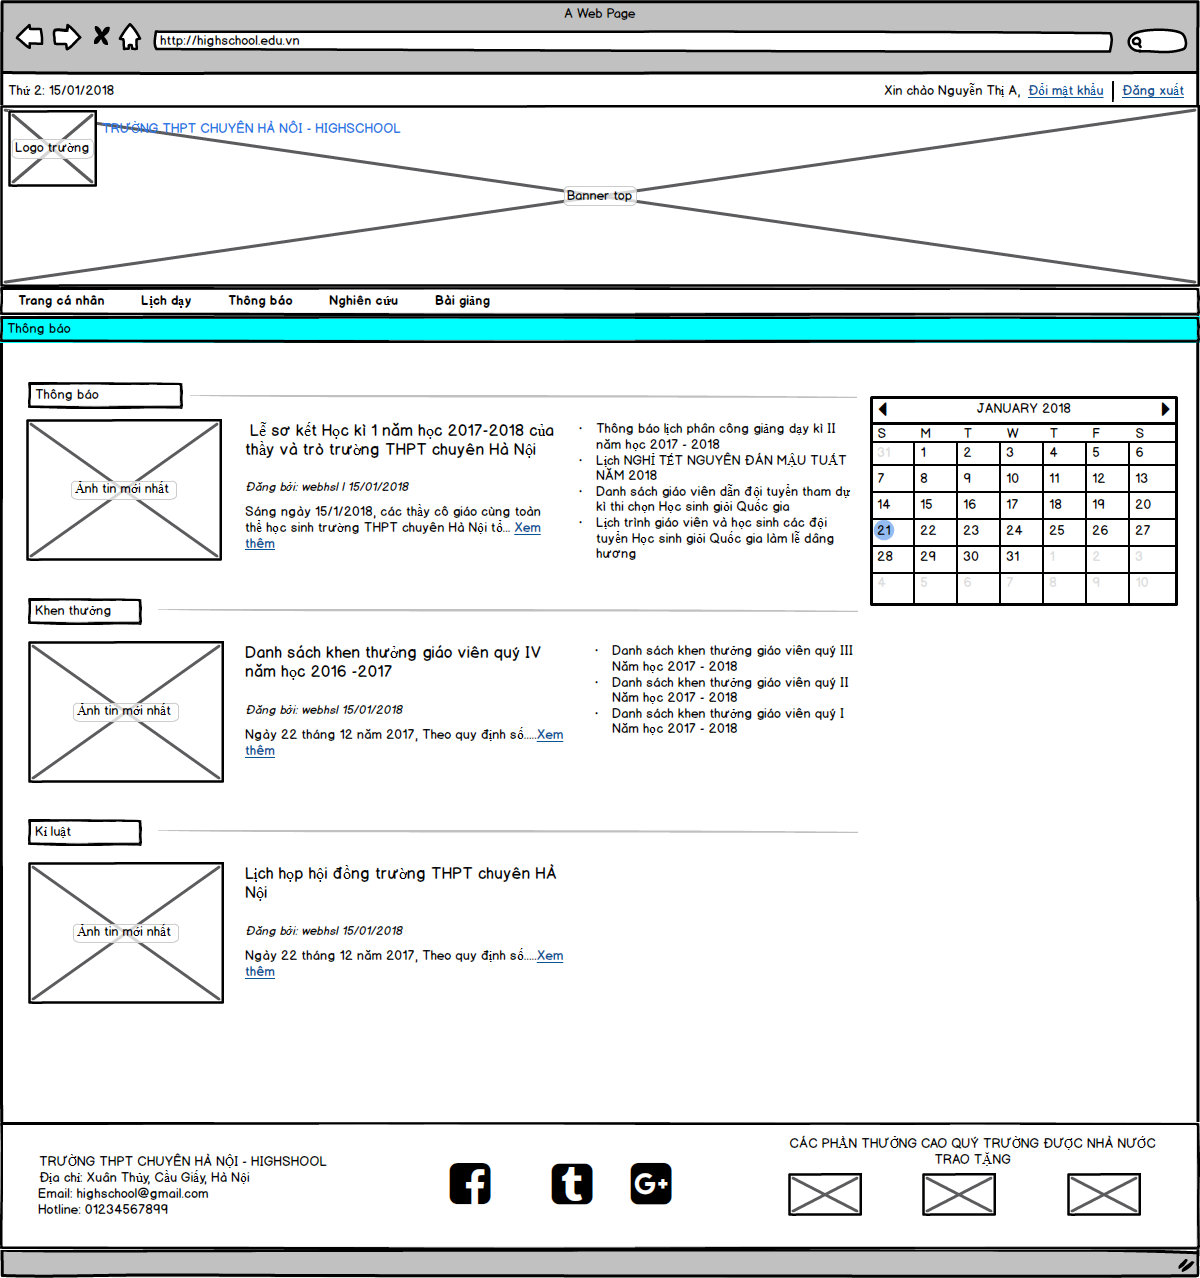 A Web Page
http://highschool.edu.vn
Thứ 2: 15/01/2018
Xin chào Nguyễn Thị A, Đổi mật khẩu | Đăng xuất
TRƯỜNG THPT CHUYÊN HÀ NÔI - HIGHSCHOOL
Logo trường
Banner top
Trang cá nhân Lịch dạy Thông báo Nghiên cứu Bài giảng
Thông báo
Thông báo
Lễ sơ kết Học kì 1 năm học 2017-2018 của
thầy và trò trường THPT chuyên Hà Nội
Ảnh tin mới nhất
Đăng bởi: webhsl | 15/01/2018
Sáng ngày 15/1/2018, các thầy cô giáo cùng toàn
thể học sinh trường THPT chuyên Hà Nội tổ... Xem
thêm
· Thông báo lịch phân công giảng dạy kì II
năm học 2017 - 2018
· Lịch NGHỈ TẾT NGUYÊN ĐÁN MẬU TUẤT
NĂM 2018
· Danh sách giáo viên dẫn đội tuyển tham dự
kì thi chọn Học sinh giỏi Quốc gia
· Lịch trình giáo viên và học sinh các đội
tuyển Học sinh giỏi Quốc gia làm lễ dâng
hương
JANUARY 2018
S M T W T F S
31 1 2 3 4 5 6
7 8 9 10 11 12 13
14 15 16 17 18 19 20
21 22 23 24 25 26 27
28 29 30 31 1 2 3
4 5 6 7 8 9 10
Khen thưởng
Danh sách khen thưởng giáo viên quý IV
năm học 2016 -2017
Ảnh tin mới nhất
Đăng bởi: webhsl 15/01/2018
Ngày 22 tháng 12 năm 2017, Theo quy định số.....Xem
thêm
· Danh sách khen thưởng giáo viên quý III
Năm học 2017 - 2018
· Danh sách khen thưởng giáo viên quý II
Năm học 2017 - 2018
· Danh sách khen thưởng giáo viên quý I
Năm học 2017 - 2018
Kỉ luật
Lịch họp hội đồng trường THPT chuyên HÀ
Nội
Ảnh tin mới nhất
Đăng bởi: webhsl 15/01/2018
Ngày 22 tháng 12 năm 2017, Theo quy định số.....Xem
thêm
TRƯỜNG THPT CHUYÊN HÀ NỘI - HIGHSHOOL
Địa chỉ: Xuân Thủy, Cầu Giấy, Hà Nội
Email: highschool@gmail.com
Hotline: 01234567899
f
t
G+
CÁC PHẦN THƯỞNG CAO QUÝ TRƯỜNG ĐƯỢC NHÀ NƯỚC
TRAO TẶNG